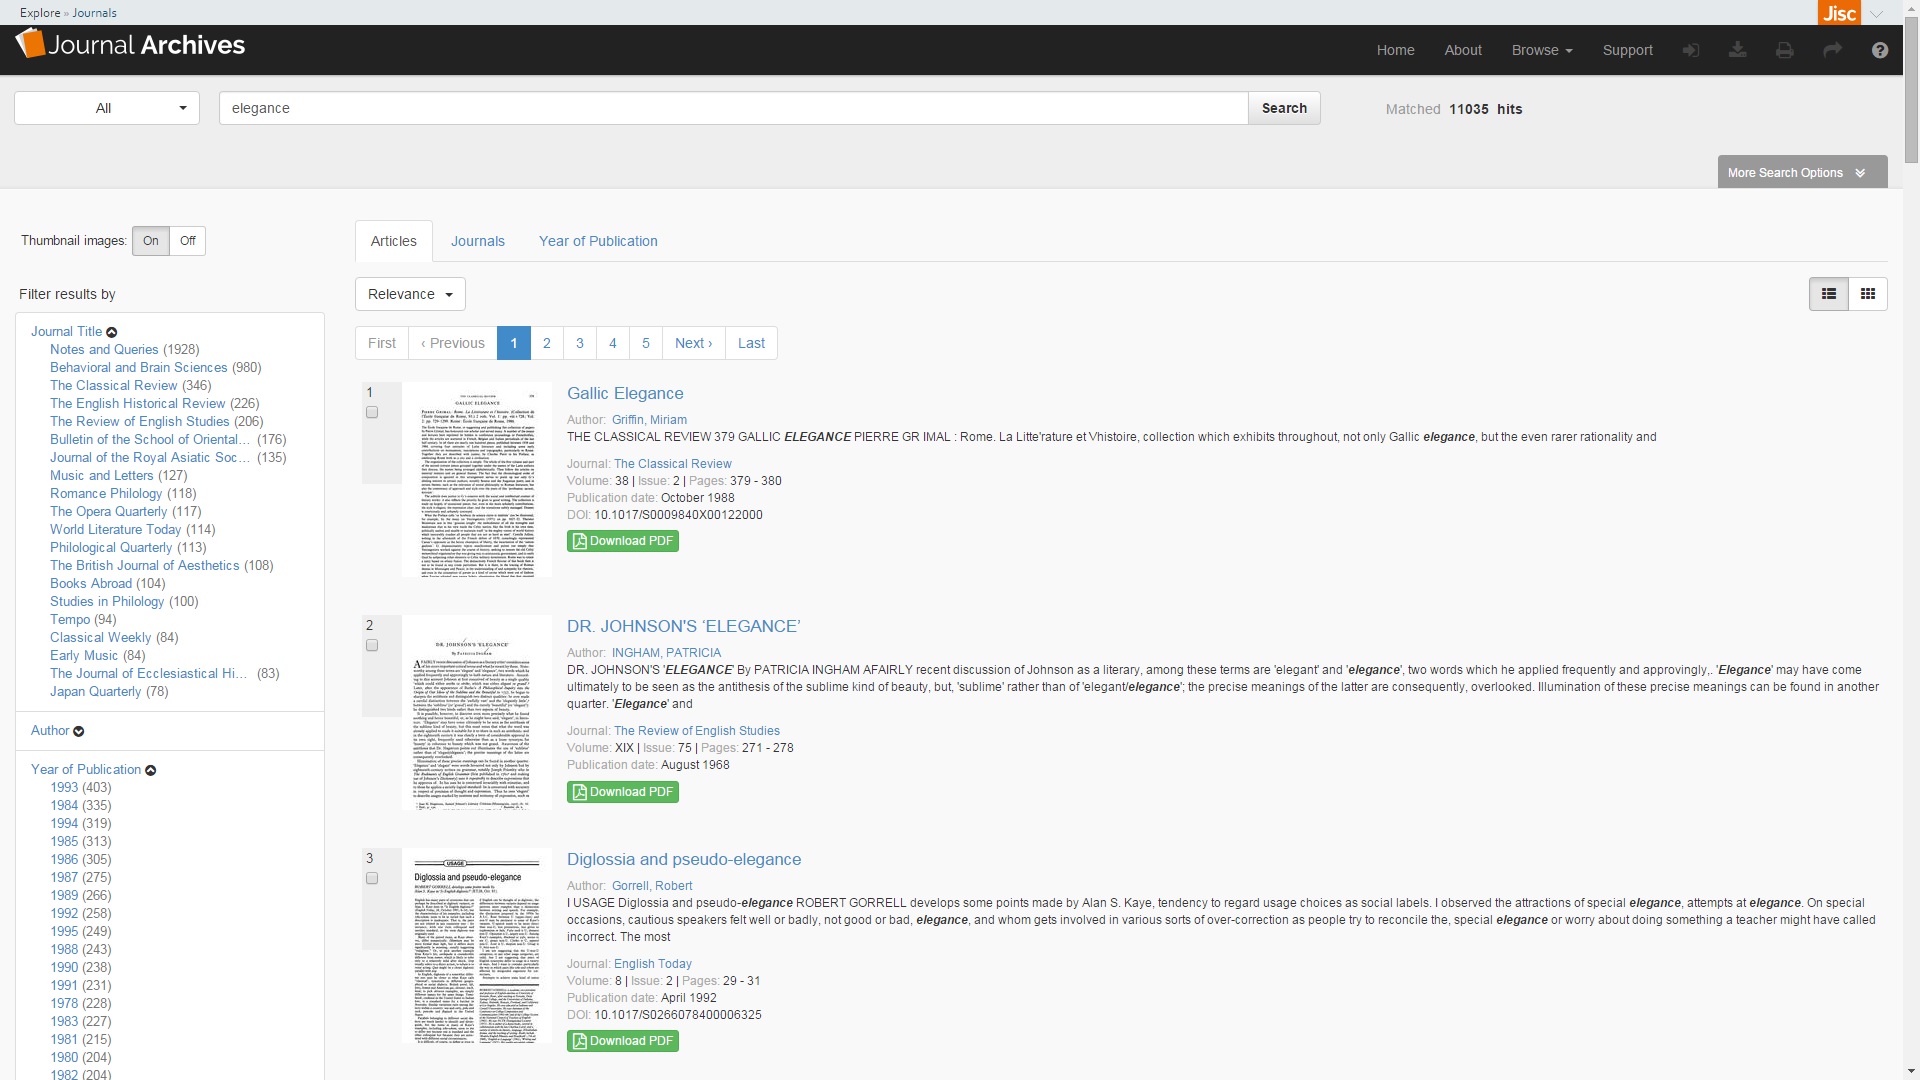 Explore » Journals
Jisc
Journal Archives
Home About Browse Support
All
elegance
Search
Matched 11035 hits
More Search Options
Thumbnail images: On Off
Articles Journals Year of Publication
Relevance
First ‹ Previous 1 2 3 4 5 Next › Last
Filter results by
Journal Title
Notes and Queries (1928)
Behavioral and Brain Sciences (980)
The Classical Review (346)
The English Historical Review (226)
The Review of English Studies (206)
Bulletin of the School of Oriental... (176)
Journal of the Royal Asiatic Soc... (135)
Music and Letters (127)
Romance Philology (118)
The Opera Quarterly (117)
World Literature Today (114)
Philological Quarterly (113)
The British Journal of Aesthetics (108)
Books Abroad (104)
Studies in Philology (100)
Tempo (94)
Classical Weekly (84)
Early Music (84)
The Journal of Ecclesiastical Hi... (83)
Japan Quarterly (78)
Author
Year of Publication
1993 (403)
1984 (335)
1994 (319)
1985 (313)
1986 (305)
1987 (275)
1989 (266)
1992 (258)
1995 (249)
1988 (243)
1990 (238)
1991 (231)
1978 (228)
1983 (227)
1981 (215)
1980 (204)
1982 (204)
1
GALLIC ELEGANCE
Gallic Elegance
Author: Griffin, Miriam
THE CLASSICAL REVIEW 379 GALLIC ELEGANCE PIERRE GR IMAL : Rome. La Litte'rature et Vhistoire, collection which exhibits throughout, not only Gallic elegance, but the even rarer rationality and
Journal: The Classical Review
Volume: 38 | Issue: 2 | Pages: 379 - 380
Publication date: October 1988
DOI: 10.1017/S0009840X00122000
Download PDF
2
DR. JOHNSON'S 'ELEGANCE'
By PATRICIA INGHAM
DR. JOHNSON'S ‘ELEGANCE’
Author: INGHAM, PATRICIA
DR. JOHNSON'S 'ELEGANCE' By PATRICIA INGHAM AFAIRLY recent discussion of Johnson as a literary, among these terms are 'elegant' and 'elegance', two words which he applied frequently and approvingly,. 'Elegance' may have come
ultimately to be seen as the antithesis of the sublime kind of beauty, but, 'sublime' rather than of 'elegant/elegance'; the precise meanings of the latter are consequently, overlooked. Illumination of these precise meanings can be found in another
quarter. 'Elegance' and
Journal: The Review of English Studies
Volume: XIX | Issue: 75 | Pages: 271 - 278
Publication date: August 1968
Download PDF
3
USAGE
Diglossia and pseudo-elegance
Diglossia and pseudo-elegance
Author: Gorrell, Robert
I USAGE Diglossia and pseudo-elegance ROBERT GORRELL develops some points made by Alan S. Kaye, tendency to regard usage choices as social labels. I observed the attractions of special elegance, attempts at elegance. On special
occasions, cautious speakers felt well or badly, not good or bad, elegance, and whom gets involved in various sorts of over-correction as people try to reconcile the, special elegance or worry about doing something a teacher might have called
incorrect. The most
Journal: English Today
Volume: 8 | Issue: 2 | Pages: 29 - 31
Publication date: April 1992
DOI: 10.1017/S0266078400006325
Download PDF